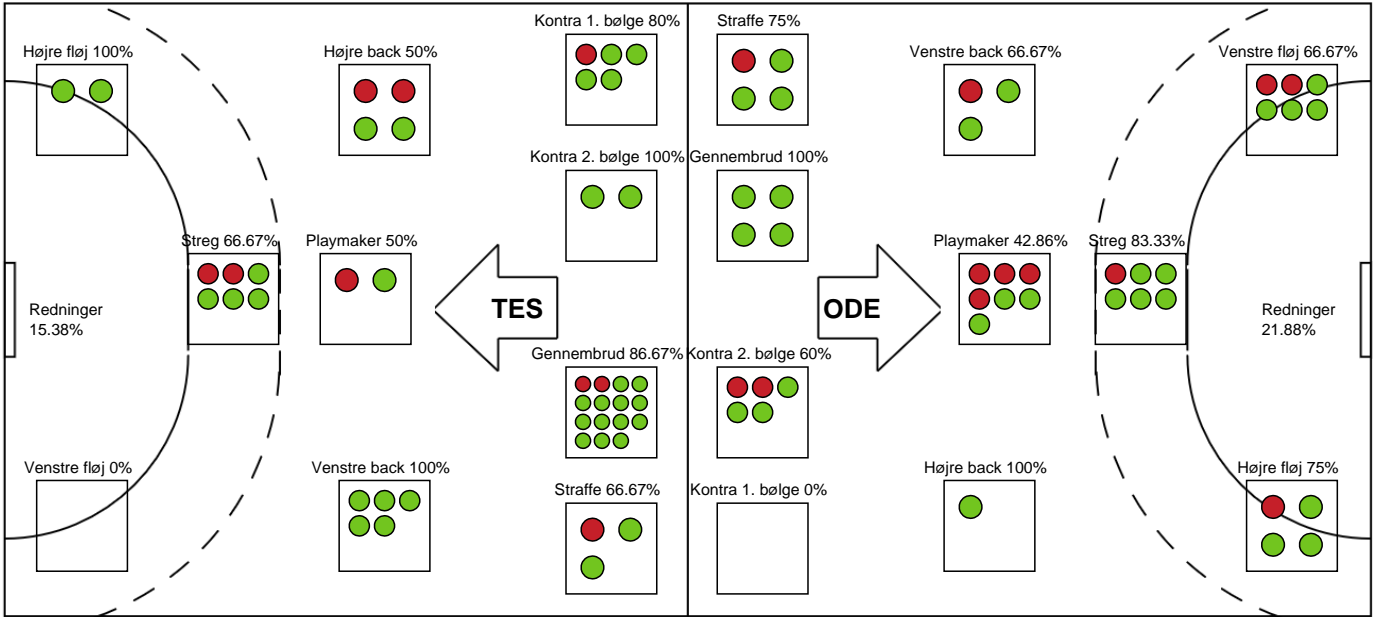 Kontra 1. bølge 80%
Straffe 75%
Højre fløj 100%
Højre back 50%
Venstre back 66.67%
Venstre fløj 66.67%
Kontra 2. bølge 100%
Gennembrud 100%
Streg 66.67%
Playmaker 50%
Playmaker 42.86%
Streg 83.33%
TES
ODE
Redninger
15.38%
Redninger
21.88%
Gennembrud 86.67%
Kontra 2. bølge 60%
Venstre fløj 0%
Venstre back 100%
Højre back 100%
Højre fløj 75%
Straffe 66.67%
Kontra 1. bølge 0%